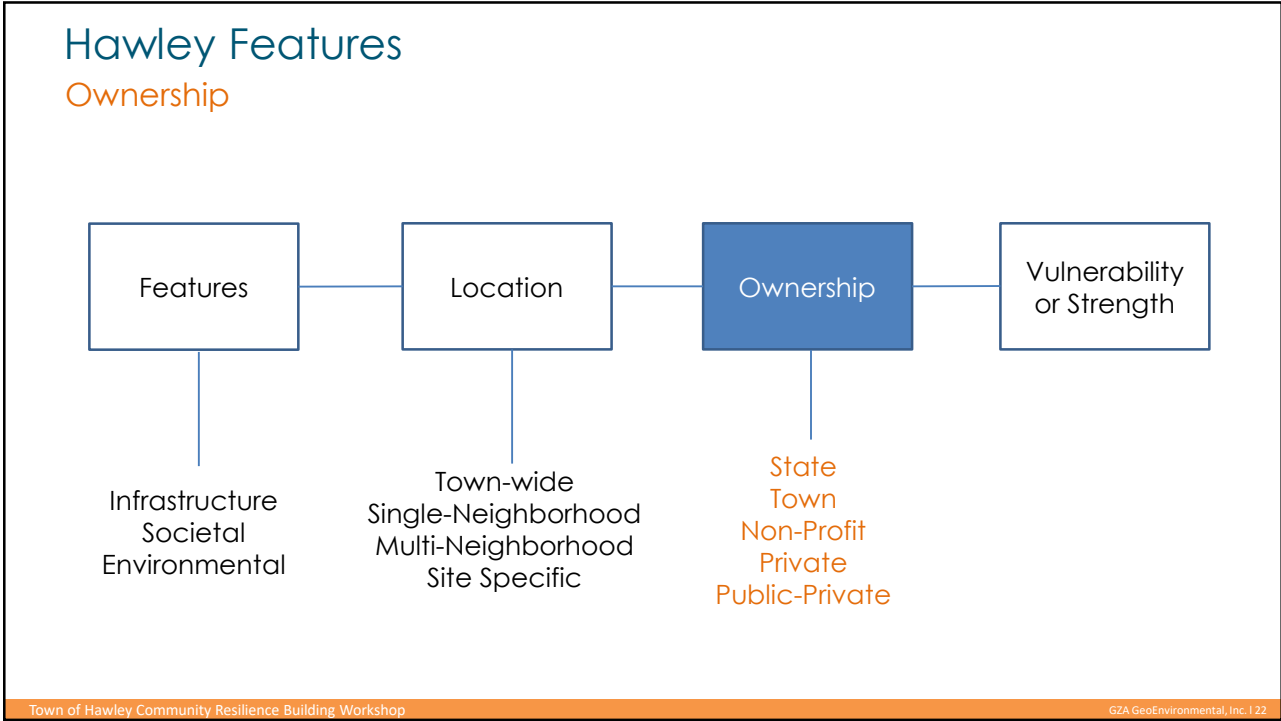 Hawley Features
Ownership
Features
Location
Ownership
Vulnerability
or Strength
Infrastructure
Societal
Environmental
Town-wide
Single-Neighborhood
Multi-Neighborhood
Site Specific
State
Town
Non-Profit
Private
Public-Private
Town of Hawley Community Resilience Building Workshop
GZA GeoEnvironmental, Inc. l 22